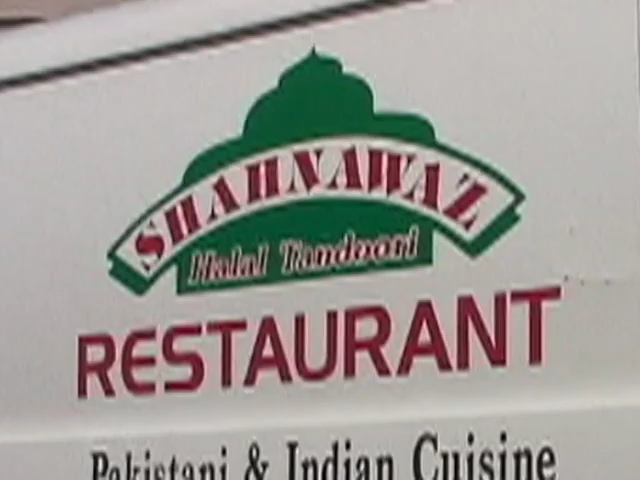 SHAHNAWAZ
Halal Tandoori
RESTAURANT
Pakistani & Indian Cuisine